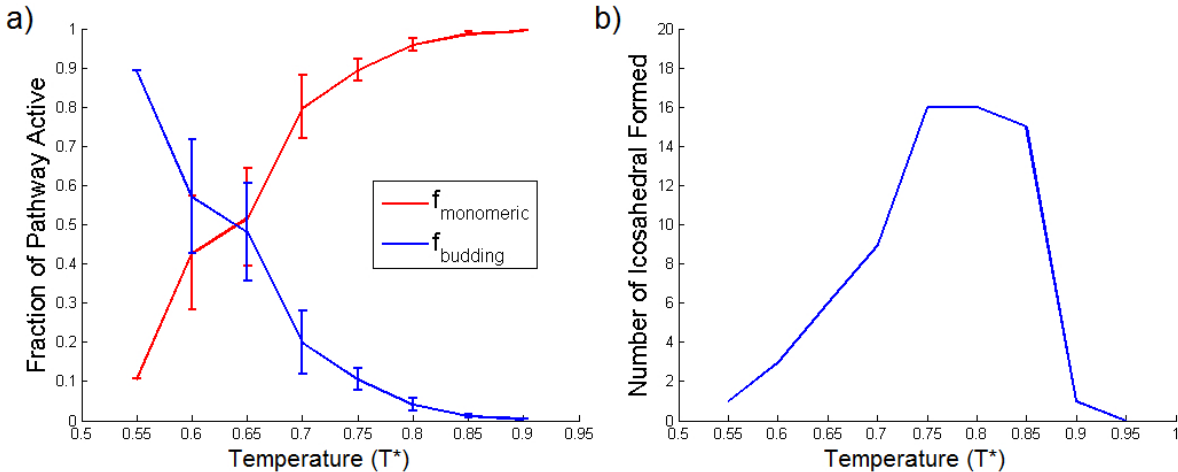 a)
Fraction of Pathway Active
1
0.9
0.8
0.7
0.6
0.5
0.4
0.3
0.2
0.1
0
0.5 0.55 0.6 0.65 0.7 0.75 0.8 0.85 0.9 0.95
Temperature (T*)
f monomeric
f budding
b)
Number of Icosahedral Formed
20
18
16
14
12
10
8
6
4
2
0
0.5 0.55 0.6 0.65 0.7 0.75 0.8 0.85 0.9 0.95 1
Temperature (T*)